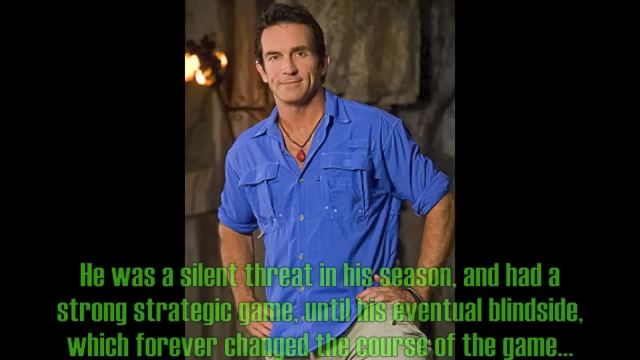 He was a silent threat in his season, and had a
strong strategic game, until his eventual blindside,
which forever changed the course of the game...